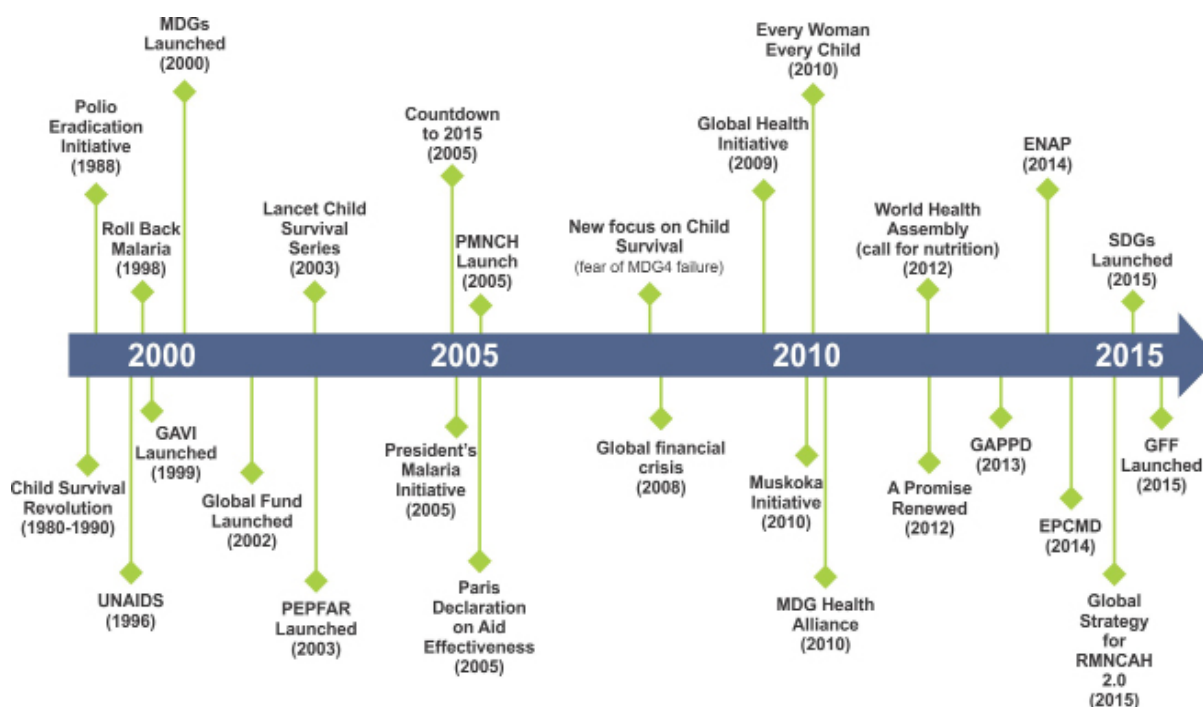 MDGs
Launched
(2000)
Polio
Eradication
Initiative
(1988)
Roll Back
Malaria
(1998)
Lancet Child
Survival
Series
(2003)
Countdown
to 2015
(2005)
PMNCH
Launch
(2005)
New focus on Child
Survival
(fear of MDG4 failure)
Global Health
Initiative
(2009)
Every Woman
Every Child
(2010)
World Health
Assembly
(call for nutrition)
(2012)
ENAP
(2014)
SDGs
Launched
(2015)
2000
2005
2010
2015
Child Survival
Revolution
(1980-1990)
UNAIDS
(1996)
GAVI
Launched
(1999)
Global Fund
Launched
(2002)
PEPFAR
Launched
(2003)
President's
Malaria
Initiative
(2005)
Paris
Declaration
on Aid
Effectiveness
(2005)
Global financial
crisis
(2008)
Muskoka
Initiative
(2010)
MDG Health
Alliance
(2010)
A Promise
Renewed
(2012)
GAPPD
(2013)
EPCMD
(2014)
Global
Strategy
for
RMNCAH
2.0
(2015)
GFF
Launched
(2015)